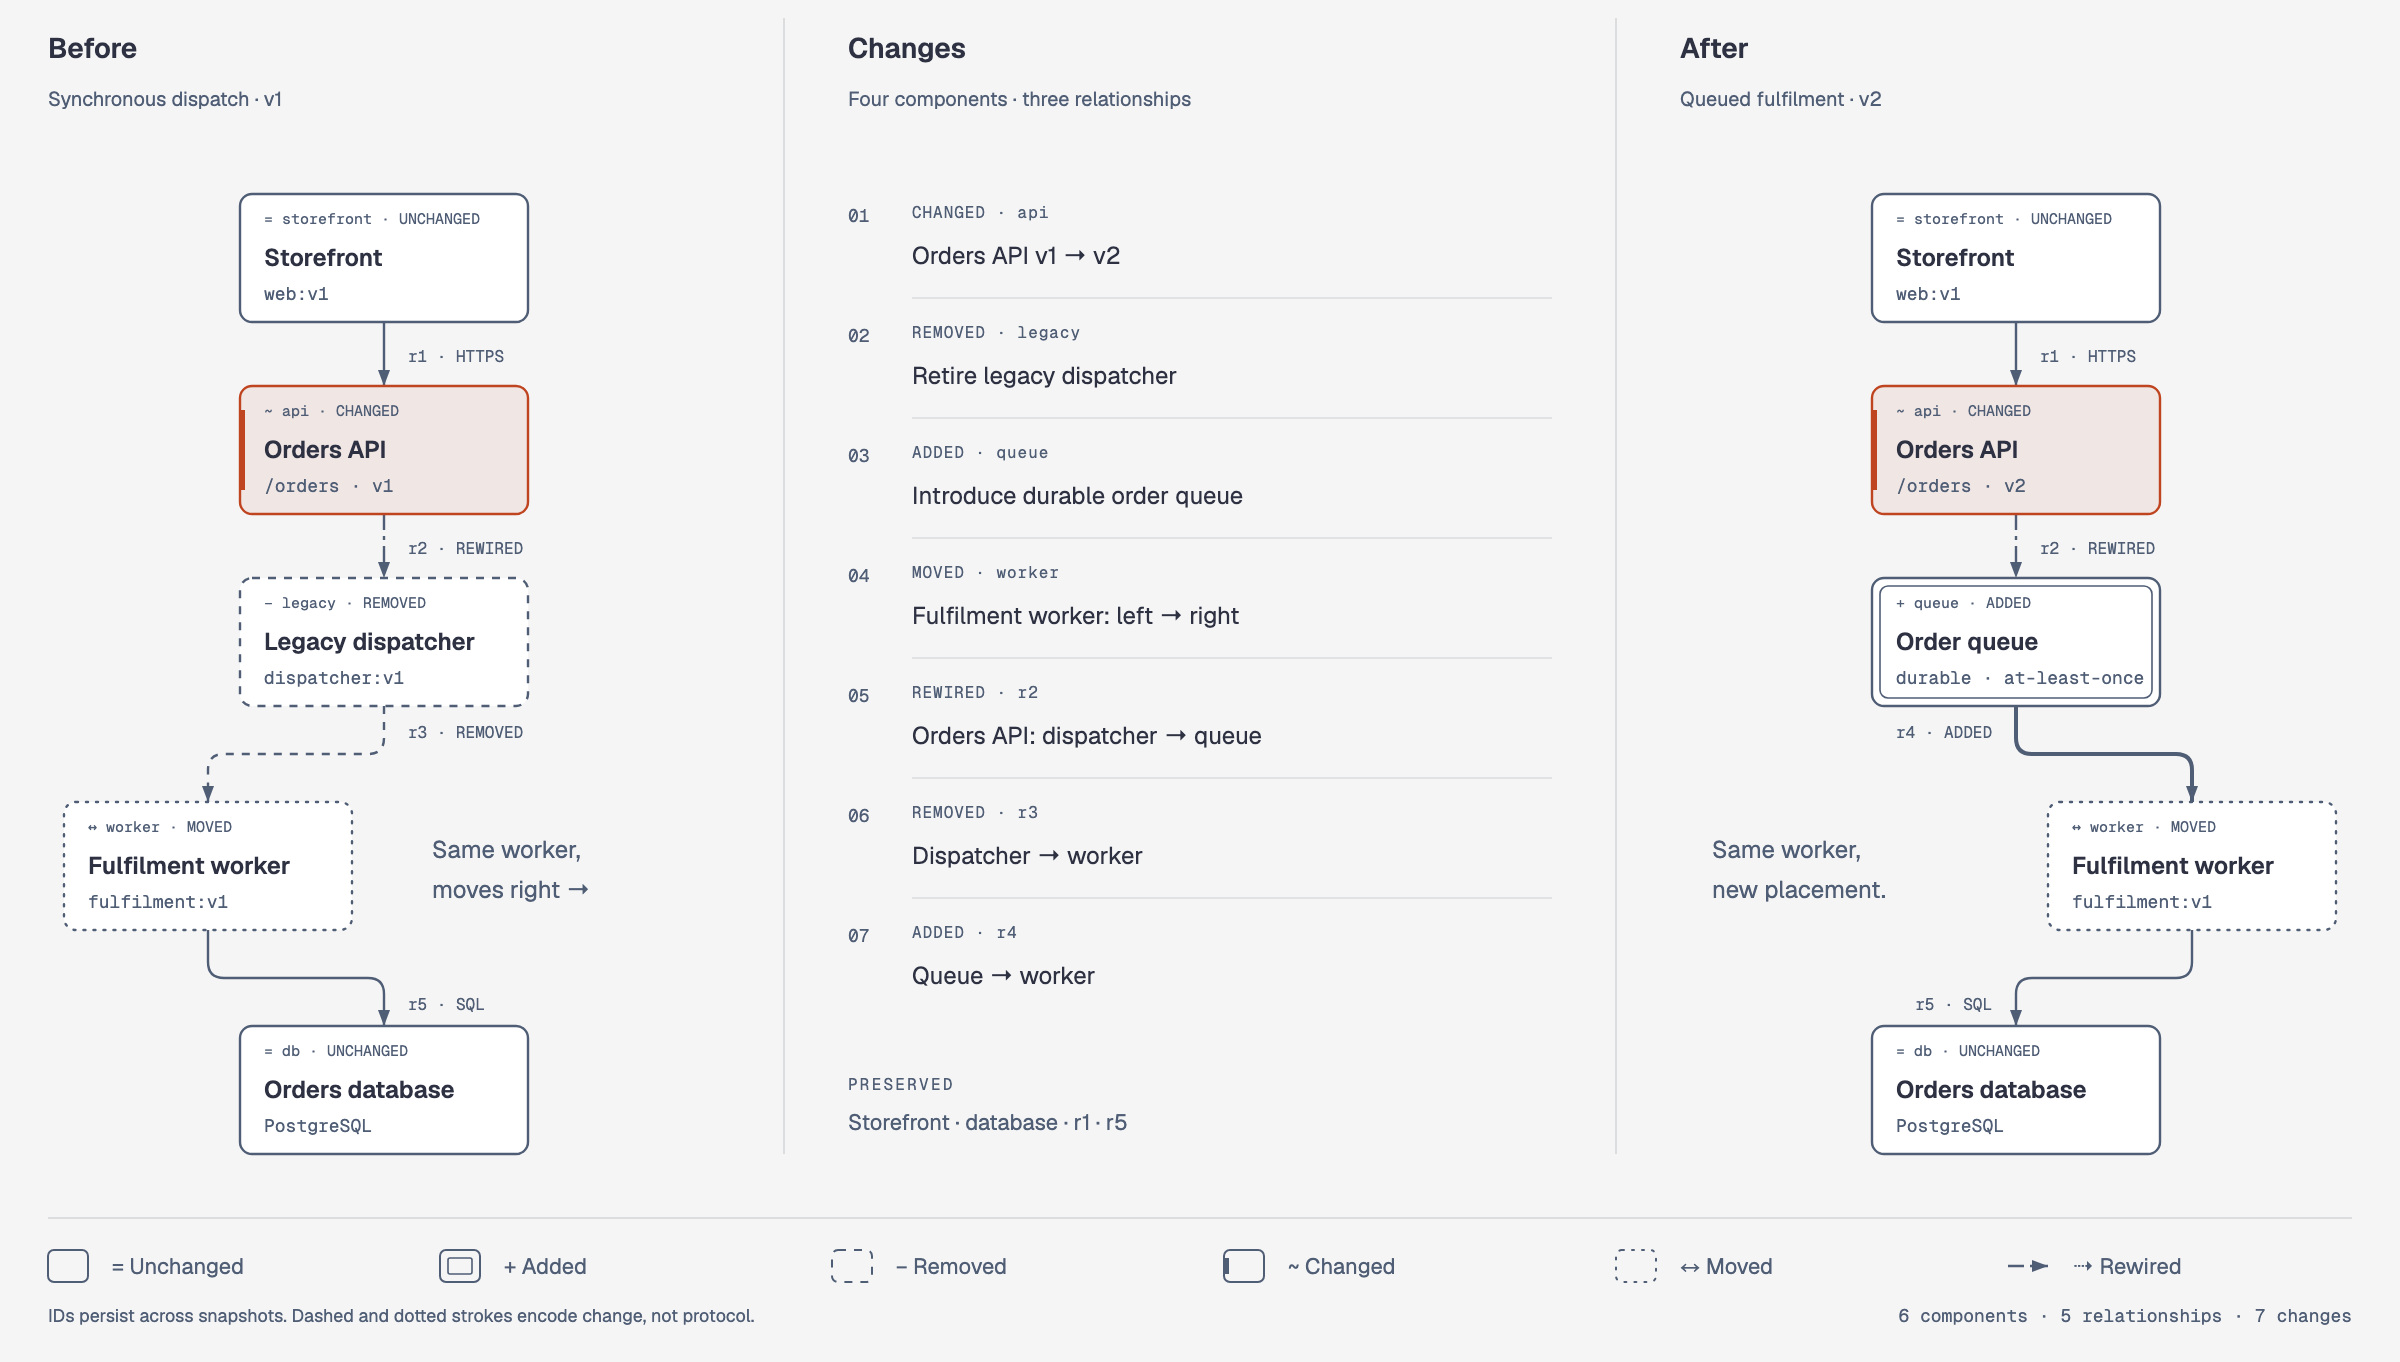 Before
Synchronous dispatch · v1
= storefront · UNCHANGED
Storefront
web:v1
r1 · HTTPS
~ api · CHANGED
Orders API
/orders · v1
r2 · REWIRED
− legacy · REMOVED
Legacy dispatcher
dispatcher:v1
r3 · REMOVED
↔ worker · MOVED
Fulfilment worker
fulfilment:v1
Same worker,
moves right →
r5 · SQL
= db · UNCHANGED
Orders database
PostgreSQL
Changes
Four components · three relationships
01
CHANGED · api
Orders API v1 → v2
02
REMOVED · legacy
Retire legacy dispatcher
03
ADDED · queue
Introduce durable order queue
04
MOVED · worker
Fulfilment worker: left → right
05
REWIRED · r2
Orders API: dispatcher → queue
06
REMOVED · r3
Dispatcher → worker
07
ADDED · r4
Queue → worker
PRESERVED
Storefront · database · r1 · r5
After
Queued fulfilment · v2
= storefront · UNCHANGED
Storefront
web:v1
r1 · HTTPS
~ api · CHANGED
Orders API
/orders · v2
r2 · REWIRED
+ queue · ADDED
Order queue
durable · at-least-once
r4 · ADDED
Same worker,
new placement.
↔ worker · MOVED
Fulfilment worker
fulfilment:v1
r5 · SQL
= db · UNCHANGED
Orders database
PostgreSQL
= Unchanged
+ Added
− Removed
~ Changed
↔ Moved
⇢ Rewired
IDs persist across snapshots. Dashed and dotted strokes encode change, not protocol.
6 components · 5 relationships · 7 changes